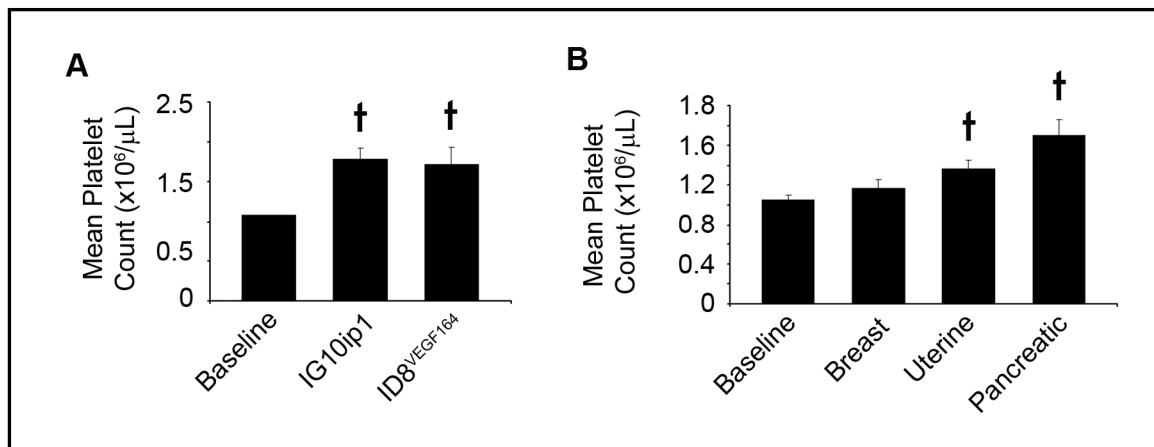 A
Mean Platelet
Count (x10⁶/μL)
2.5
1.5
0.5
0
†
†
Baseline
IG10ip1
ID8ⱽᴱᴳᶠ¹⁶⁴
B
Mean Platelet
Count (x10⁶/μL)
1.8
1.6
1.2
0.8
0.4
0
†
†
Baseline
Breast
Uterine
Pancreatic